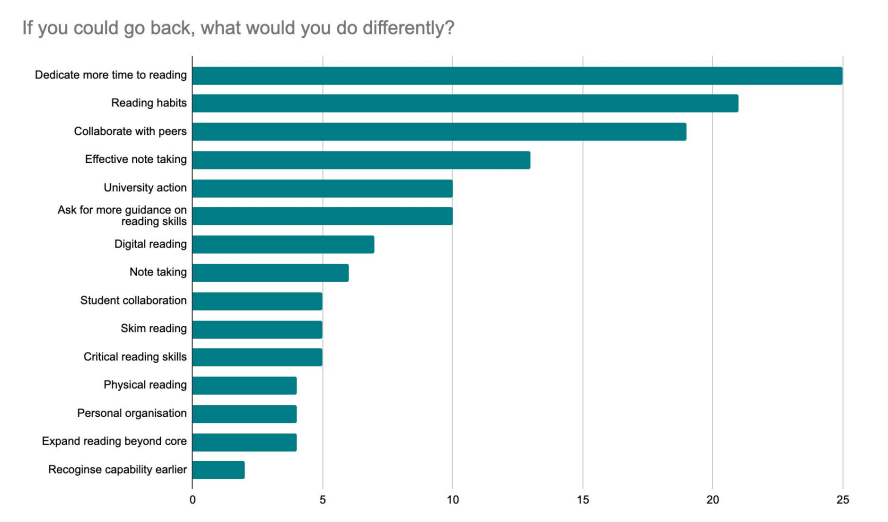 If you could go back, what would you do differently?
Dedicate more time to reading
Reading habits
Collaborate with peers
Effective note taking
University action
Ask for more guidance on
reading skills
Digital reading
Note taking
Student collaboration
Skim reading
Critical reading skills
Physical reading
Personal organisation
Expand reading beyond core
Recoginse capability earlier
0 5 10 15 20 25